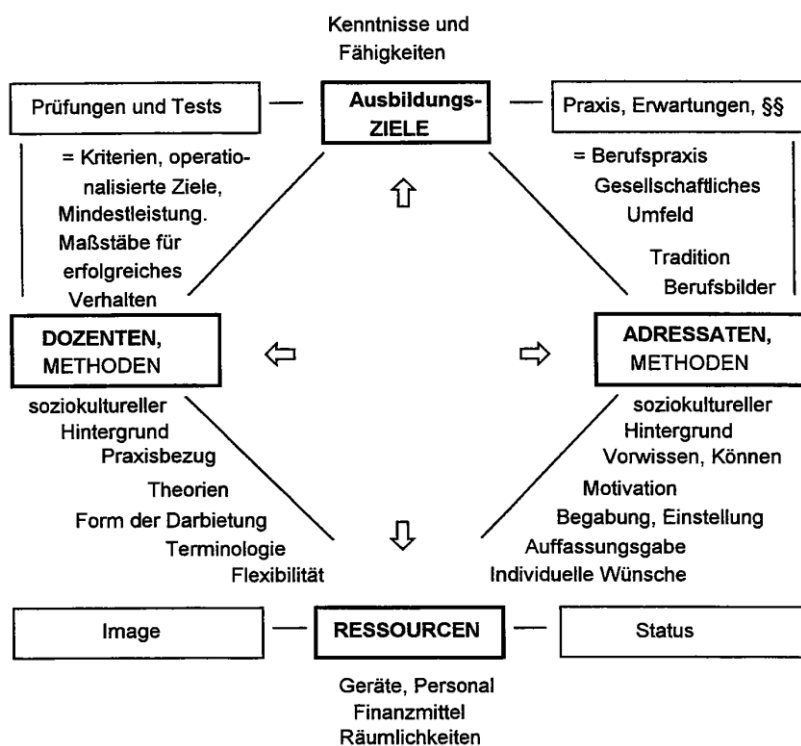 Kenntnisse und
Fähigkeiten
Prüfungen und Tests
Ausbildungs-
ZIELE
Praxis, Erwartungen, §§
= Kriterien, operatio-
nalisierte Ziele,
Mindestleistung.
Maßstäbe für
erfolgreiches
Verhalten
= Berufspraxis
Gesellschaftliches
Umfeld
Tradition
Berufsbilder
DOZENTEN,
METHODEN
ADRESSATEN,
METHODEN
soziokultureller
Hintergrund
Praxisbezug
Theorien
Form der Darbietung
Terminologie
Flexibilität
soziokultureller
Hintergrund
Vorwissen, Können
Motivation
Begabung, Einstellung
Auffassungsgabe
Individuelle Wünsche
Image
RESSOURCEN
Status
Geräte, Personal
Finanzmittel
Räumlichkeiten